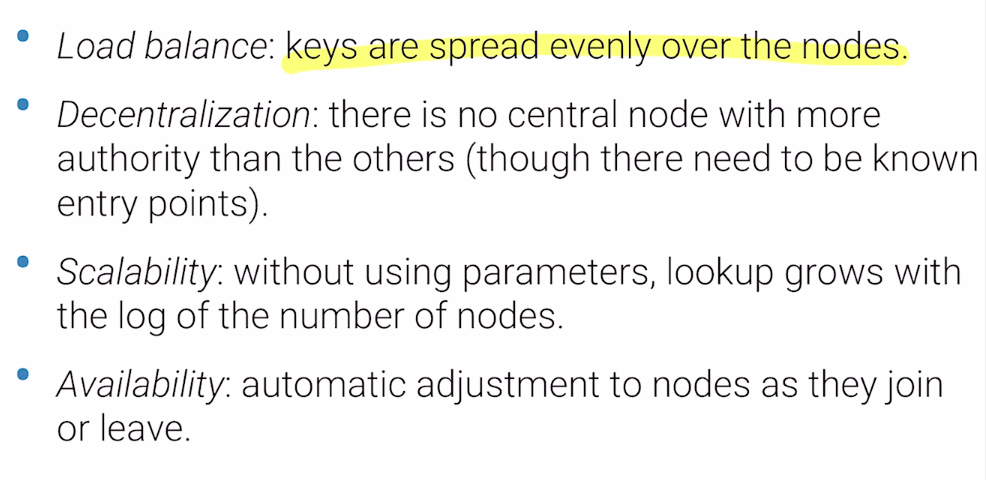 • Load balance: keys are spread evenly over the nodes.
• Decentralization: there is no central node with more
authority than the others (though there need to be known
entry points).
• Scalability: without using parameters, lookup grows with
the log of the number of nodes.
• Availability: automatic adjustment to nodes as they join
or leave.